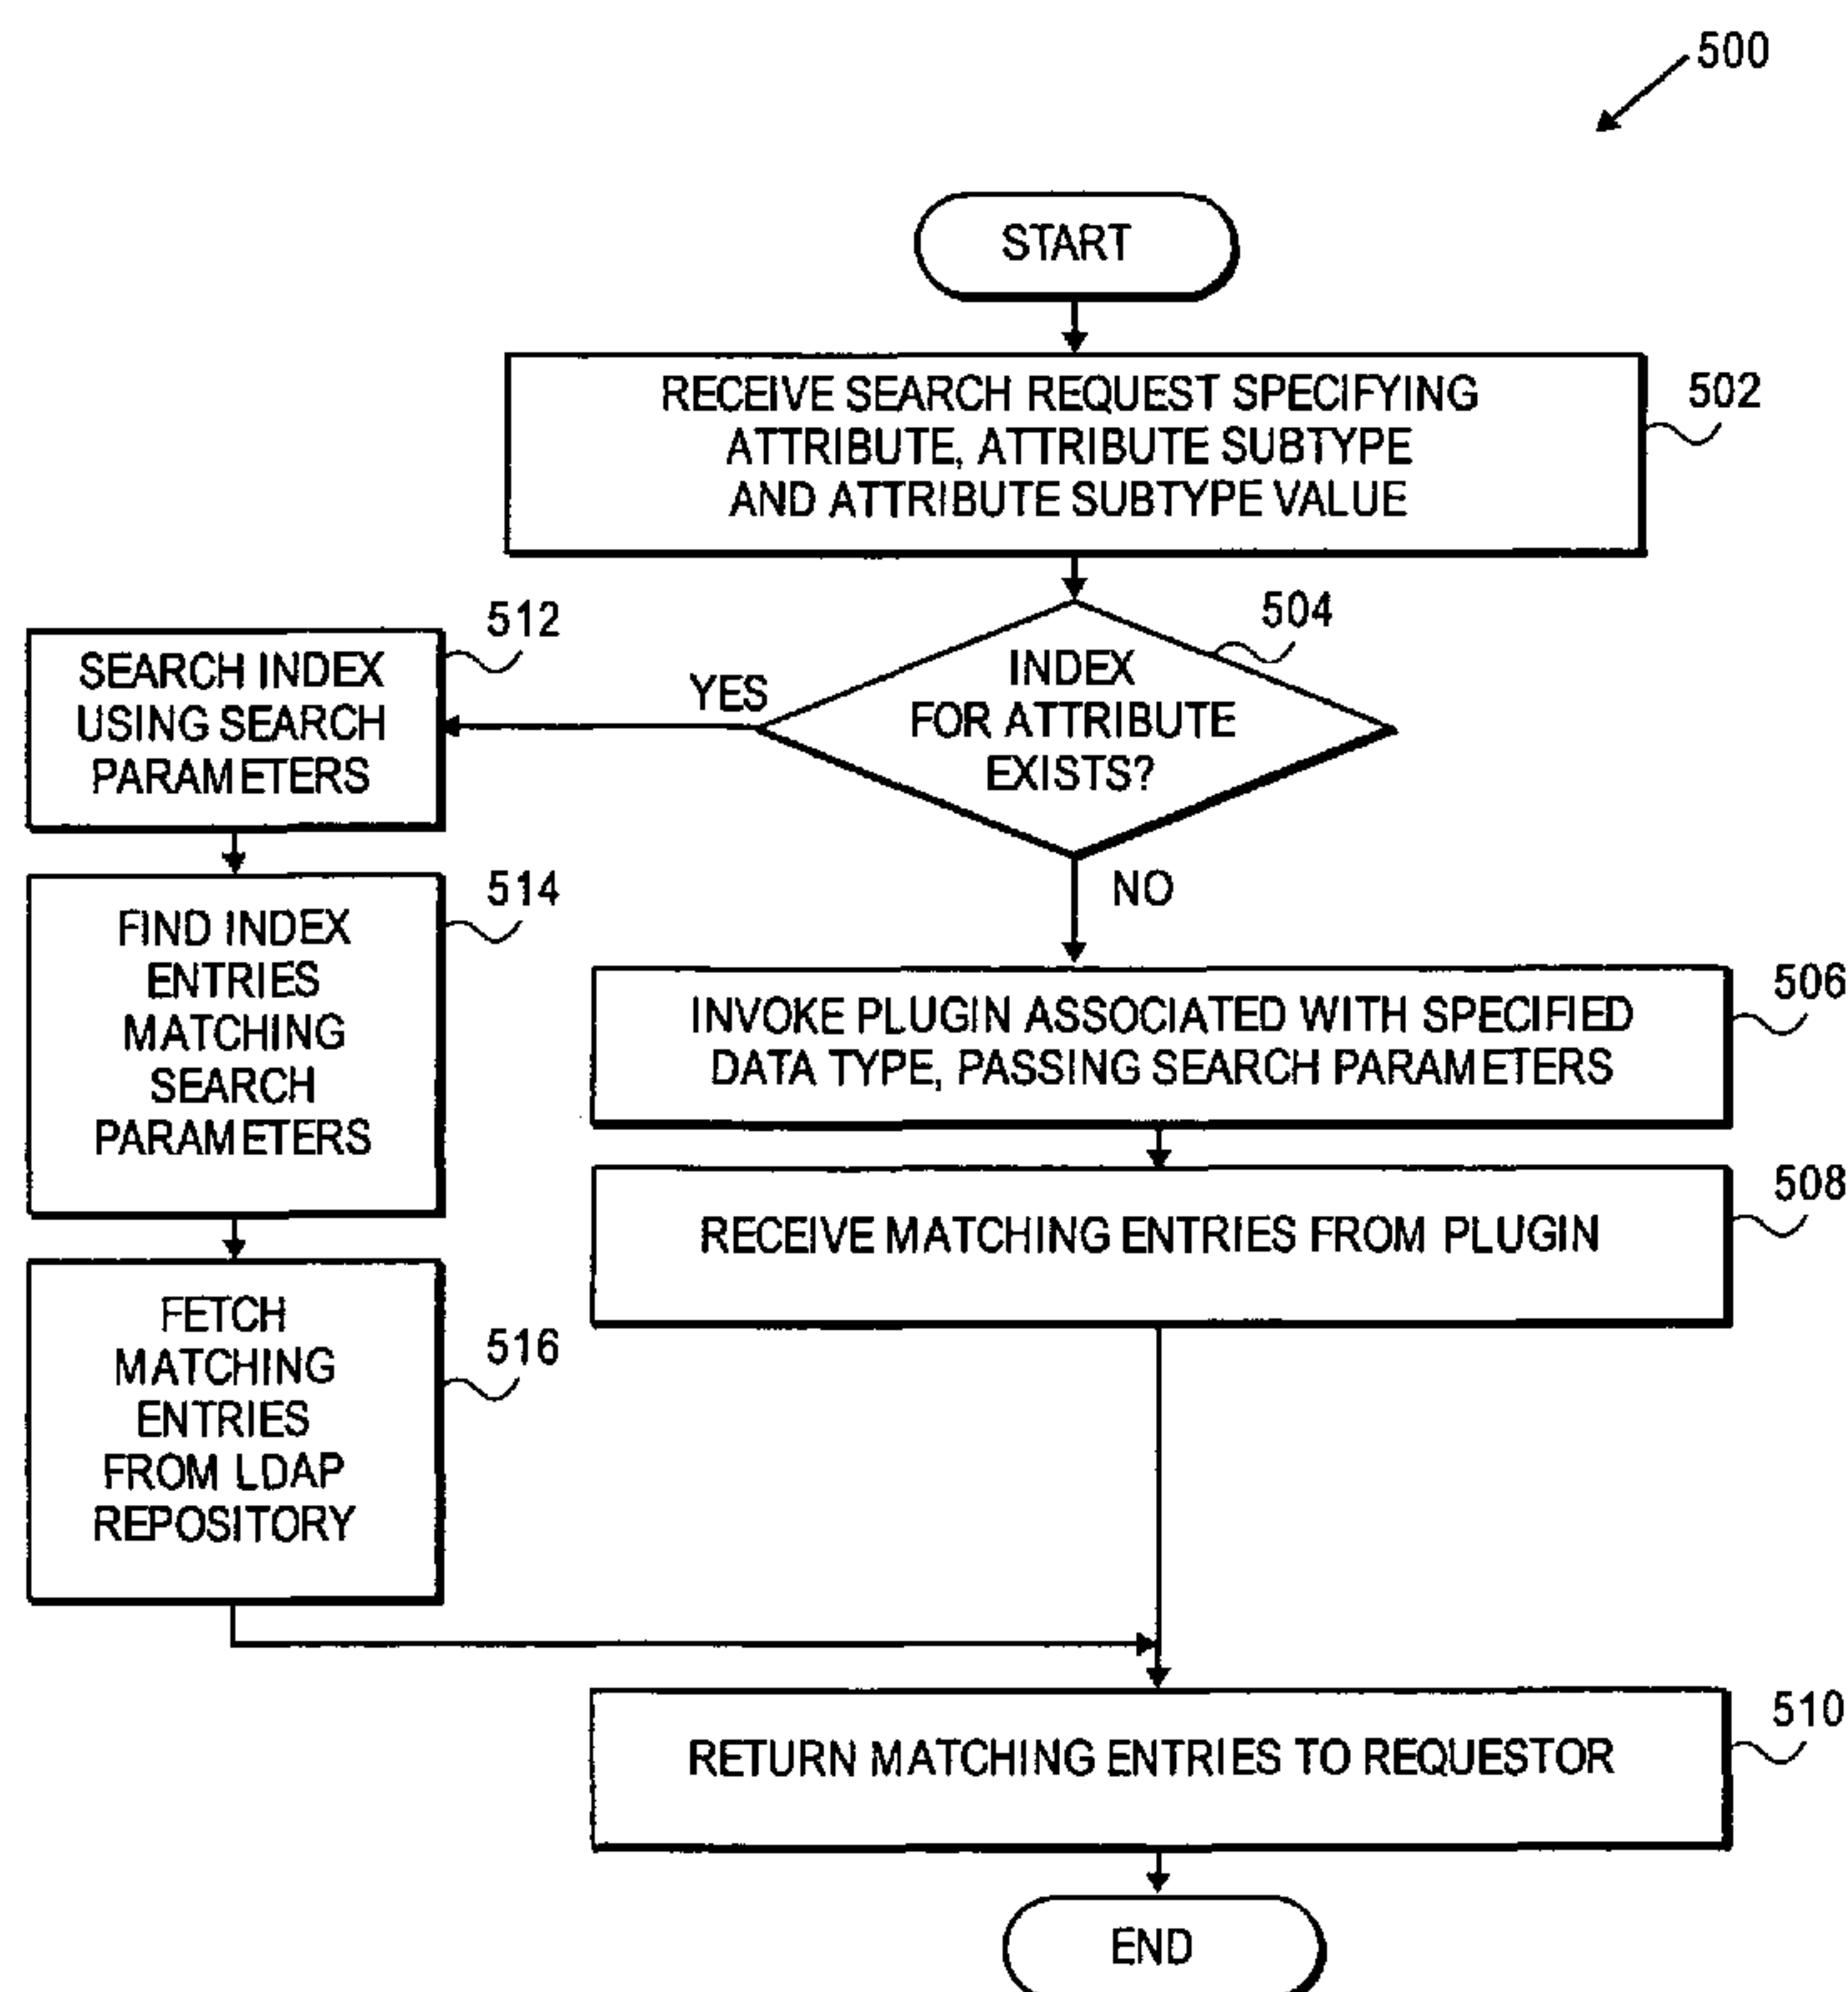 500
START
RECEIVE SEARCH REQUEST SPECIFYING
ATTRIBUTE, ATTRIBUTE SUBTYPE
AND ATTRIBUTE SUBTYPE VALUE
502
504
INDEX
FOR ATTRIBUTE
EXISTS?
YES
NO
512
SEARCH INDEX
USING SEARCH
PARAMETERS
514
FIND INDEX
ENTRIES
MATCHING
SEARCH
PARAMETERS
516
FETCH
MATCHING
ENTRIES
FROM LDAP
REPOSITORY
506
INVOKE PLUGIN ASSOCIATED WITH SPECIFIED
DATA TYPE, PASSING SEARCH PARAMETERS
508
RECEIVE MATCHING ENTRIES FROM PLUGIN
510
RETURN MATCHING ENTRIES TO REQUESTOR
END